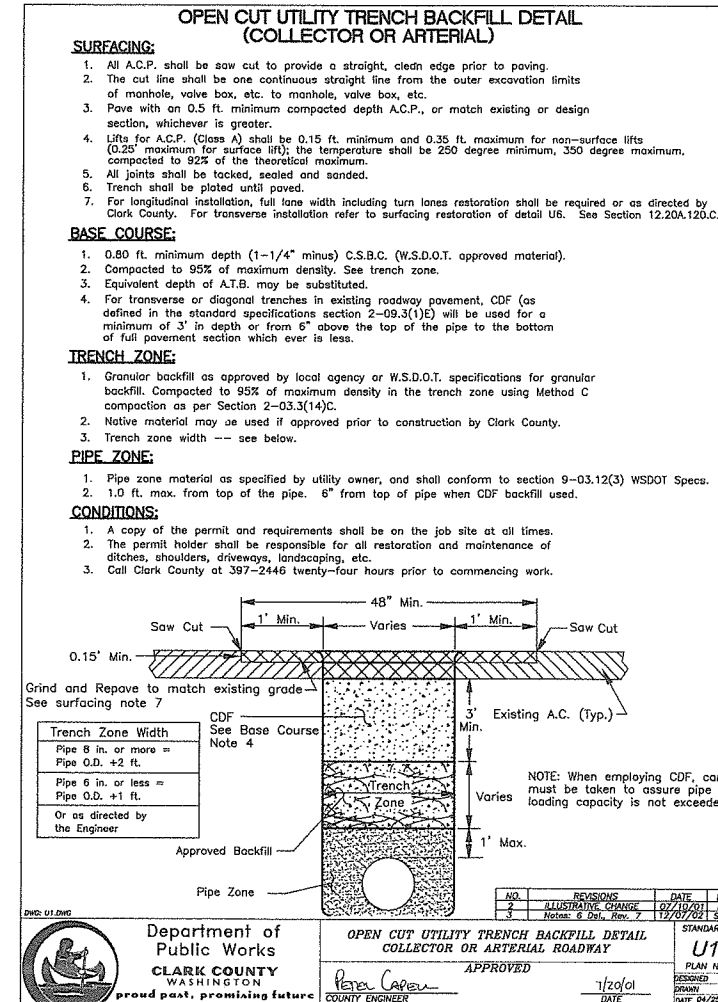 OPEN CUT UTILITY TRENCH BACKFILL DETAIL
(COLLECTOR OR ARTERIAL)
SURFACING:
1. All A.C.P. shall be saw cut to provide a straight, clean edge prior to paving.
2. The cut line shall be one continuous straight line from the outer excavation limits
of manhole, valve box, etc. to manhole, valve box, etc.
3. Pave with an 0.5 ft. minimum compacted depth A.C.P., or match existing or design
section, whichever is greater.
4. Lifts for A.C.P. (Class A) shall be 0.15 ft. minimum and 0.35 ft. maximum for non-surface lifts
(0.25' maximum for surface lift); the temperature shall be 250 degree minimum, 350 degree maximum,
compacted to 92% of the theoretical maximum.
5. All joints shall be tacked, sealed and sanded.
6. Trench shall be plated until paved.
7. For longitudinal installation, full lane width including turn lanes restoration shall be required or as directed by
Clark County. For transverse installation refer to surfacing restoration of detail U6. See Section 12.20A.120.C.
BASE COURSE:
1. 0.80 ft. minimum depth (1-1/4" minus) C.S.B.C. (W.S.D.O.T. approved material).
2. Compacted to 95% of maximum density. See trench zone.
3. Equivalent depth of A.T.B. may be substituted.
4. For transverse or diagonal trenches in existing roadway pavement, CDF (as
defined in the standard specifications section 2-09.3(1)E) will be used for a
minimum of 3' in depth or from 6" above the top of the pipe to the bottom
of full pavement section which ever is less.
TRENCH ZONE:
1. Granular backfill as approved by local agency or W.S.D.O.T. specifications for granular
backfill. Compacted to 95% of maximum density in the trench zone using Method C
compaction as per Section 2-03.3(14)C.
2. Native material may be used if approved prior to construction by Clark County.
3. Trench zone width -- see below.
PIPE ZONE:
1. Pipe zone material as specified by utility owner, and shall conform to section 9-03.12(3) WSDOT Specs.
2. 1.0 ft. max. from top of the pipe. 6" from top of pipe when CDF backfill used.
CONDITIONS:
1. A copy of the permit and requirements shall be on the job site at all times.
2. The permit holder shall be responsible for all restoration and maintenance of
ditches, shoulders, driveways, landscaping, etc.
3. Call Clark County at 397-2446 twenty-four hours prior to commencing work.
48" Min.
Saw Cut 1' Min. Varies 1' Min. Saw Cut
0.15' Min.
Grind and Repave to match existing grade
See surfacing note 7
CDF
See Base Course
Note 4
3'
Min.
Existing A.C. (Typ.)
Trench Zone Width
Pipe 8 in. or more =
Pipe O.D. +2 ft.
Pipe 6 in. or less =
Pipe O.D. +1 ft.
Or as directed by
the Engineer
Trench
Zone
Varies
NOTE: When employing CDF, car
must be taken to assure pipe
loading capacity is not exceede
1' Max.
Approved Backfill
Pipe Zone
NO. REVISIONS DATE
2 ILLUSTRATIVE CHANGE 07/10/01
3 Notes: 6 Del., Rev. 7 12/07/02 S
DWG: U1.DWG
Department of
Public Works
CLARK COUNTY
WASHINGTON
proud past, promising future
OPEN CUT UTILITY TRENCH BACKFILL DETAIL
COLLECTOR OR ARTERIAL ROADWAY
APPROVED
Peter Capell
COUNTY ENGINEER
7/20/01
DATE
STANDAR
U1
PLAN N
DESIGNED
DRAWN